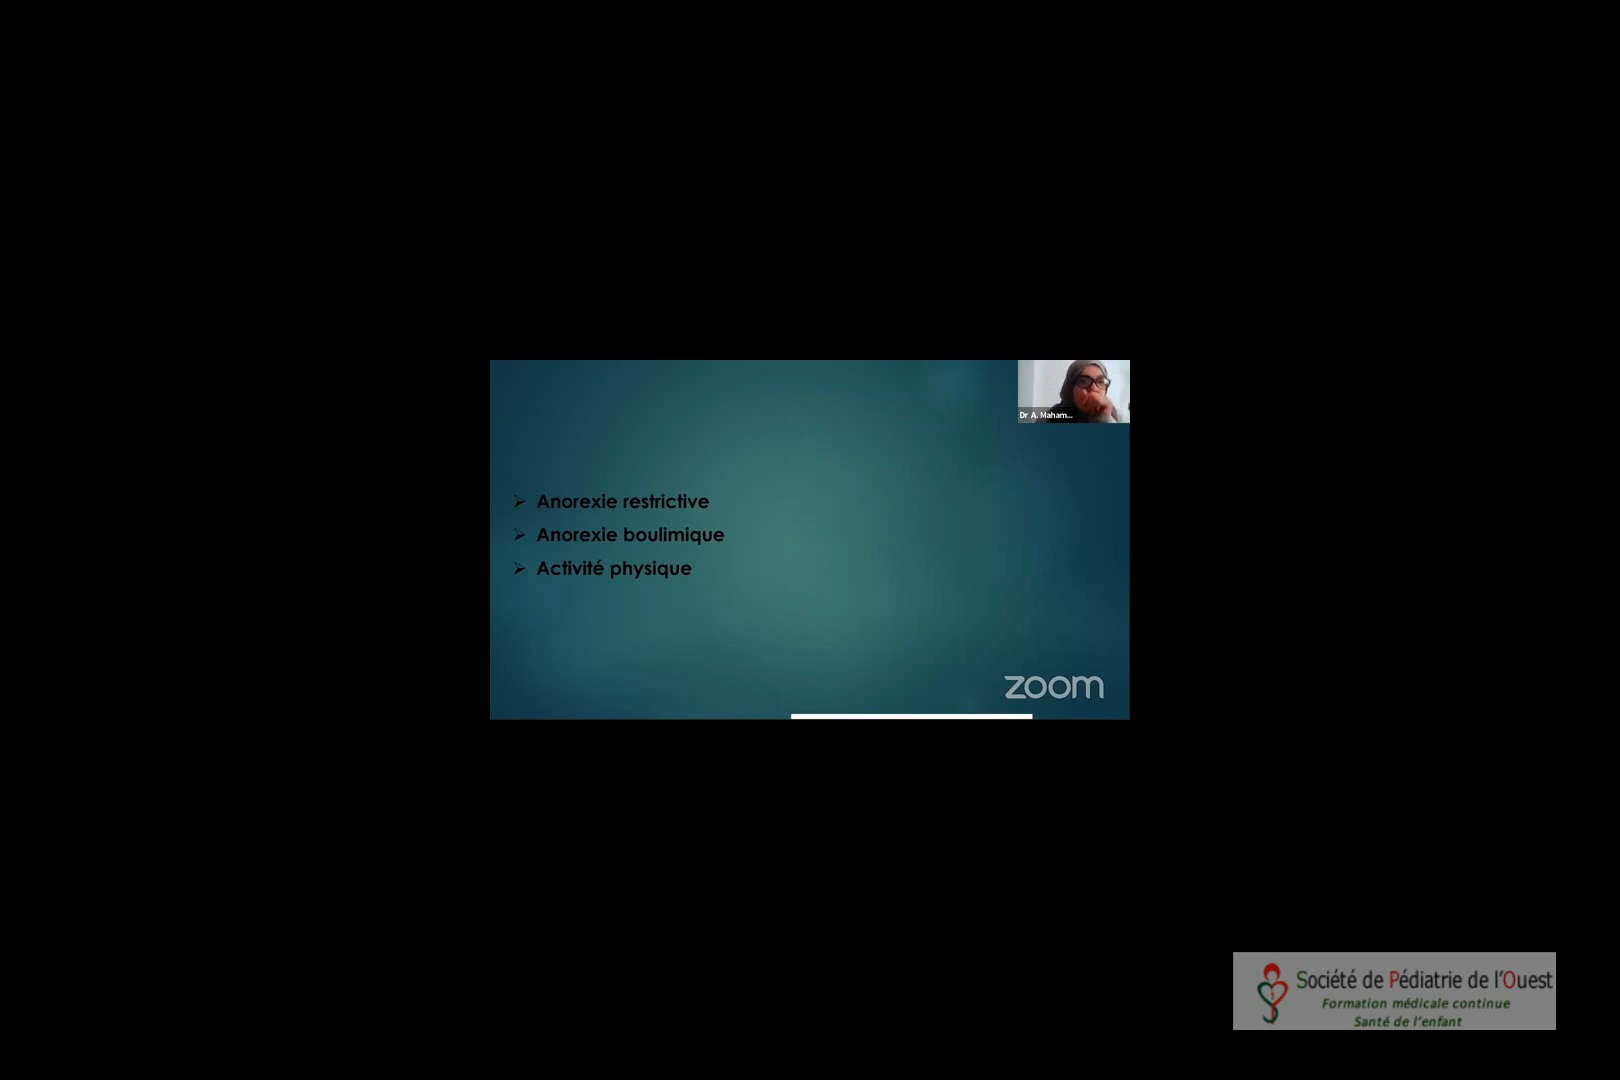 Dr A. Maham...
➢ Anorexie restrictive
➢ Anorexie boulimique
➢ Activité physique
zoom
Société de Pédiatrie de l'Ouest
Formation médicale continue
Santé de l'enfant